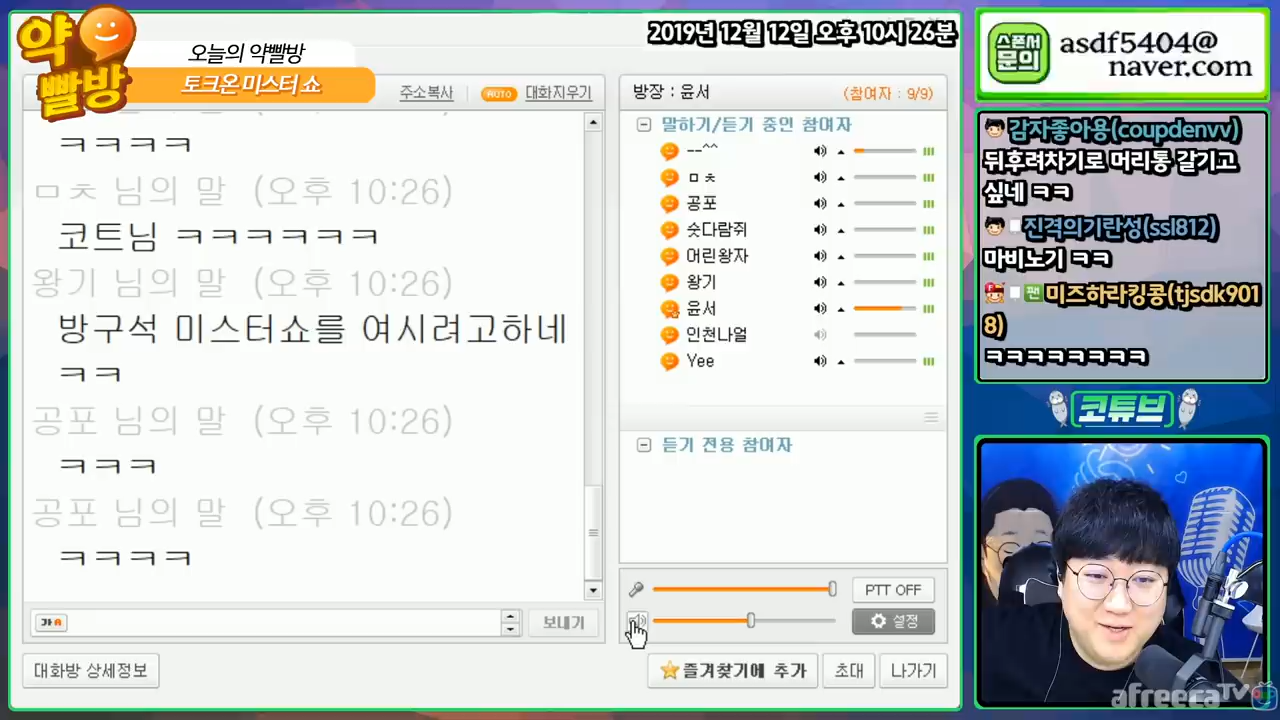 약빨방
오늘의 약빨방
토크온 미스터 쇼
2019년 12월 12일 오후 10시 26분
스폰서
문의
asdf5404@
naver.com
주소복사
AUTO
대화지우기
ㅋㅋㅋㅋ
ㅁㅊ 님의 말 (오후 10:26)
코트님 ㅋㅋㅋㅋㅋㅋ
왕기 님의 말 (오후 10:26)
방구석 미스터쇼를 여시려고하네
ㅋㅋ
공포 님의 말 (오후 10:26)
ㅋㅋㅋ
공포 님의 말 (오후 10:26)
ㅋㅋㅋㅋ
가A
보내기
대화방 상세정보
방장 : 윤서
(참여자 : 9/9)
말하기/듣기 중인 참여자
--^^
ㅁㅊ
공포
숫다람쥐
어린왕자
왕기
윤서
인천나얼
Yee
듣기 전용 참여자
PTT OFF
설정
즐겨찾기에 추가
초대
나가기
감자좋아용(coupdenvv)
뒤후려차기로 머리통 갈기고
싶네 ㅋㅋ
진격의기란성(ssl812)
마비노기 ㅋㅋ
팬 미즈하라킹콩(tjsdk901
8)
ㅋㅋㅋㅋㅋㅋㅋㅋ
코튜브
afreecaTV